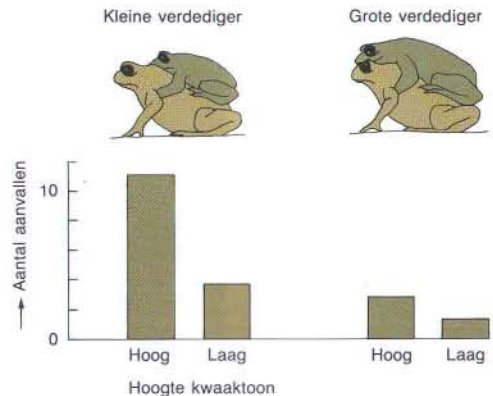 Kleine verdediger
Grote verdediger
Aantal aanvallen
10
0
Hoog
Laag
Hoog
Laag
Hoogte kwaaktoon